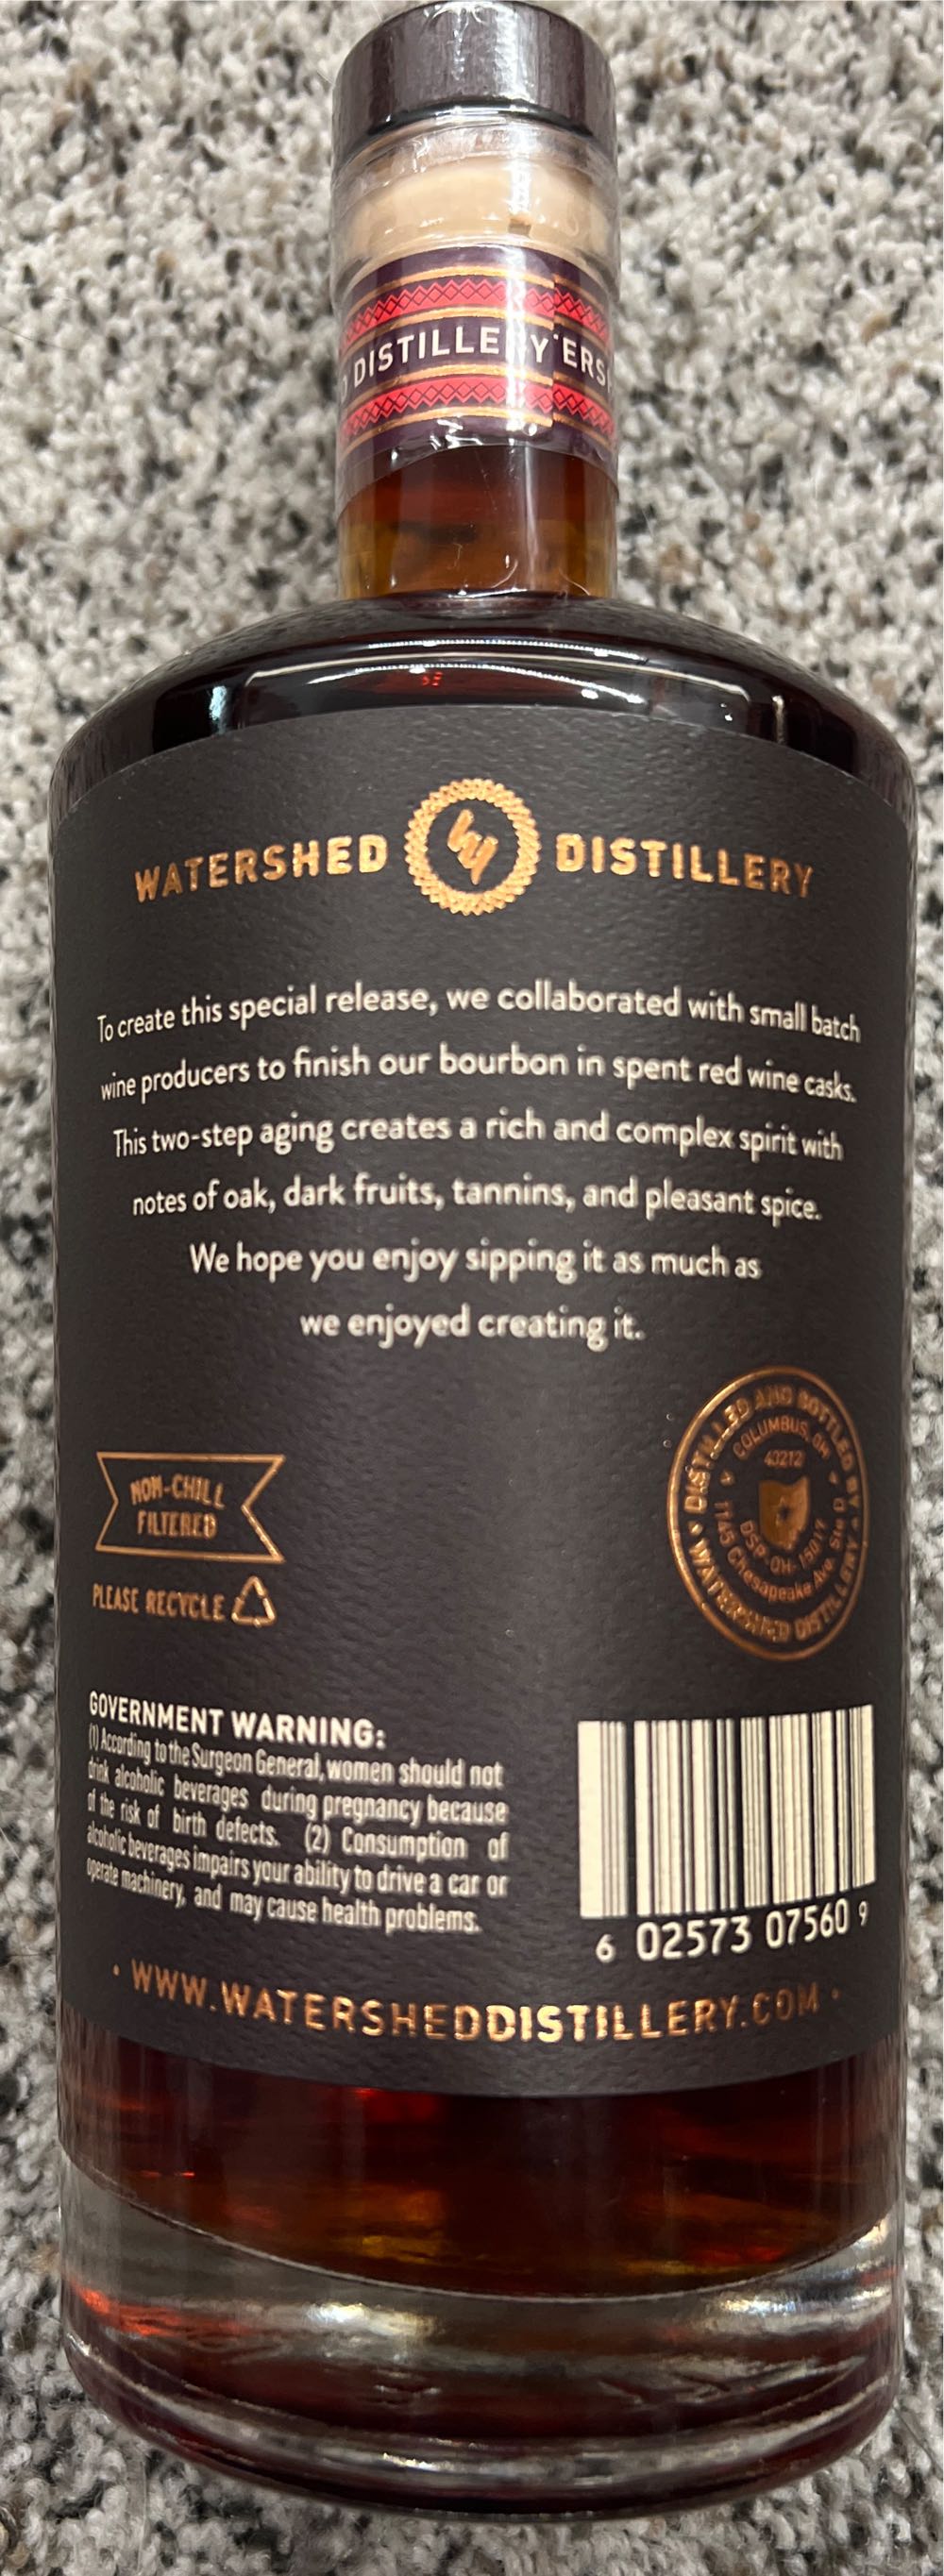 DISTILLERY ERS
WATERSHED DISTILLERY
To create this special release, we collaborated with small batch
wine producers to finish our bourbon in spent red wine casks.
This two-step aging creates a rich and complex spirit with
notes of oak, dark fruits, tannins, and pleasant spice.
We hope you enjoy sipping it as much as
we enjoyed creating it.
NON-CHILL
FILTERED
PLEASE RECYCLE
DISTILLED AND BOTTLED BY
WATERSHED DISTILLERY
COLUMBUS, OH
43212
DSP-OH-15017
1145 Chesapeake Ave. Ste D
GOVERNMENT WARNING:
(1) According to the Surgeon General, women should not
drink alcoholic beverages during pregnancy because
of the risk of birth defects. (2) Consumption of
alcoholic beverages impairs your ability to drive a car or
operate machinery, and may cause health problems.
6 02573 07560 9
· WWW.WATERSHEDDISTILLERY.COM ·